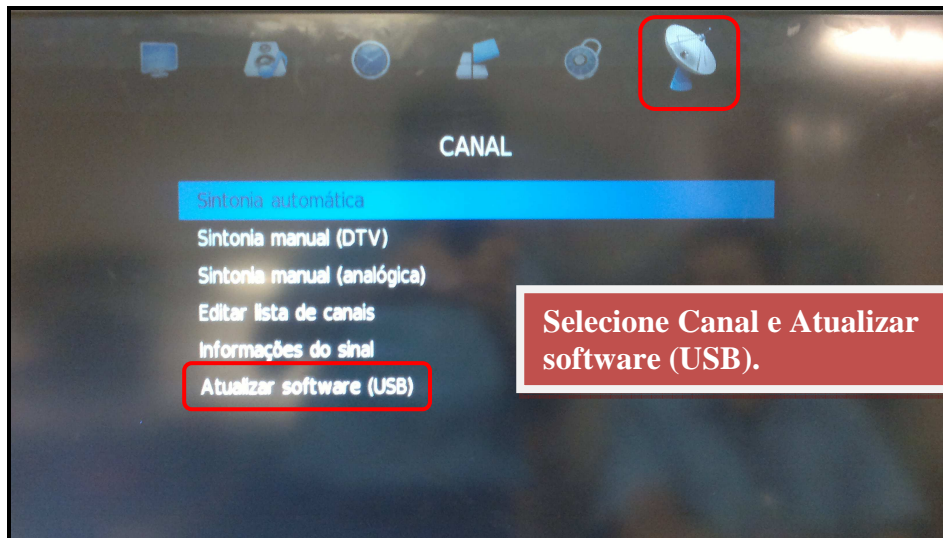 CANAL
Sintonia automática
Sintonia manual (DTV)
Sintonia manual (analógica)
Editar lista de canais
Informações do sinal
Atualizar software (USB)
Selecione Canal e Atualizar
software (USB).